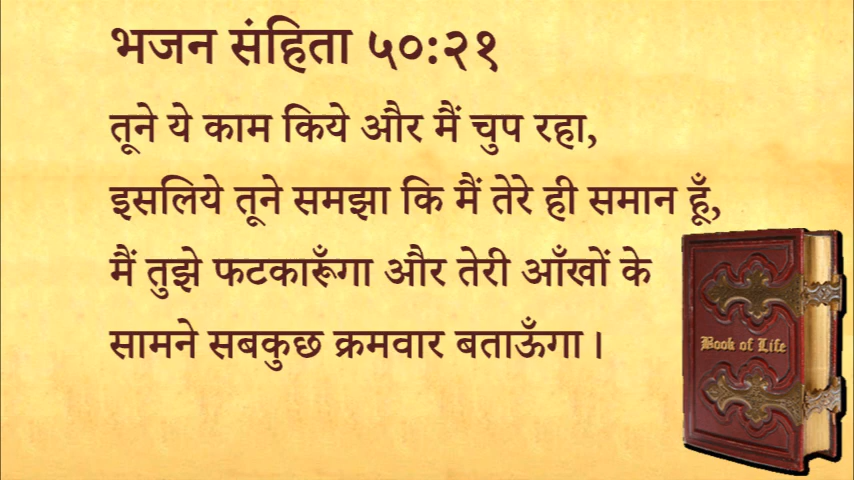 भजन संहिता ५०:२१
तूने ये काम किये और मैं चुप रहा,
इसलिये तूने समझा कि मैं तेरे ही समान हूँ,
मैं तुझे फटकारूँगा और तेरी आँखों के
सामने सबकुछ क्रमवार बताऊँगा।
Book of Life